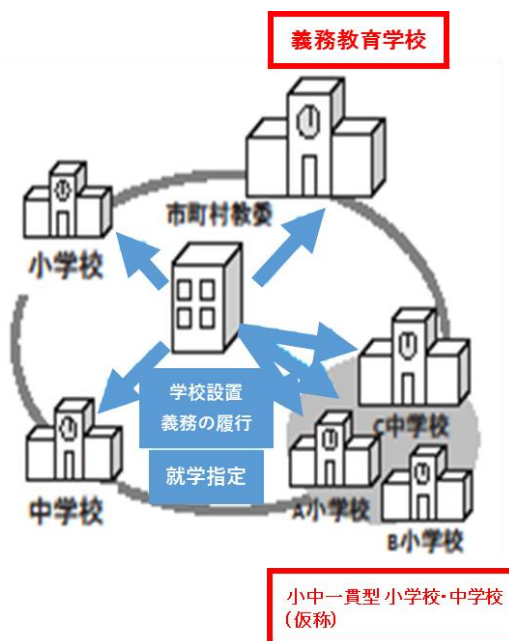 義務教育学校
市町村教委
小学校
学校設置
義務の履行
就学指定
C中学校
中学校
A小学校
B小学校
小中一貫型 小学校・中学校
(仮称)